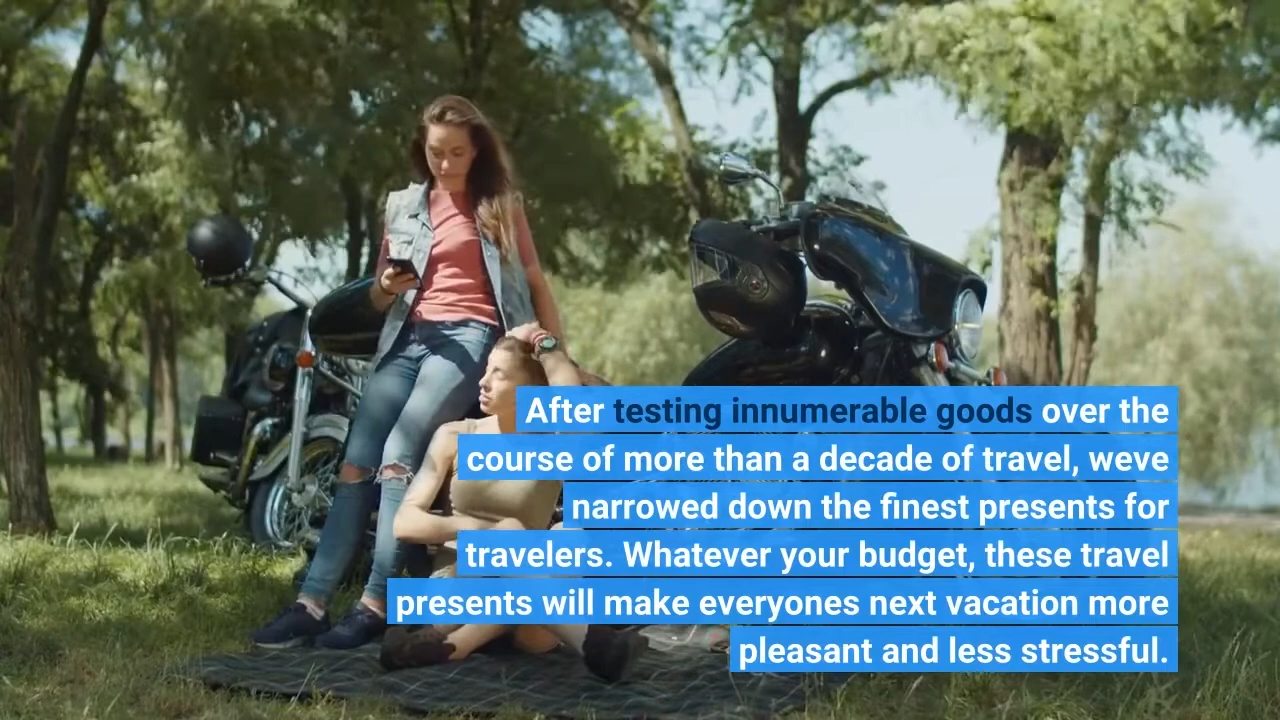 After testing innumerable goods over the
course of more than a decade of travel, weve
narrowed down the finest presents for
travelers. Whatever your budget, these travel
presents will make everyones next vacation more
pleasant and less stressful.